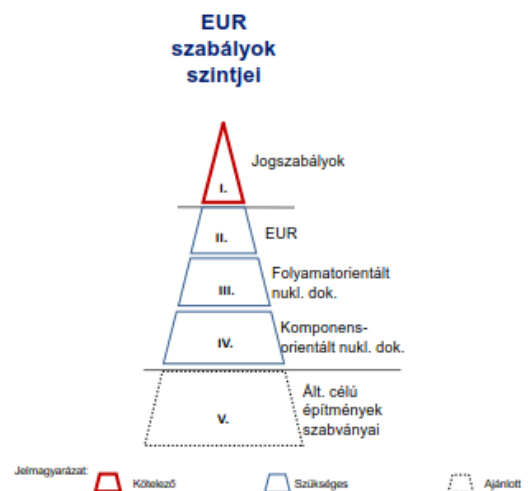 EUR
szabályok
szintjei
Jogszabályok
I.
II.
EUR
Folyamatorientált
nukl. dok.
III.
Komponens-
orientált nukl. dok.
IV.
Ált. célú
építmények
szabványai
V.
Jelmagyarázat:
Kötelező
Szükséges
Ajánlott